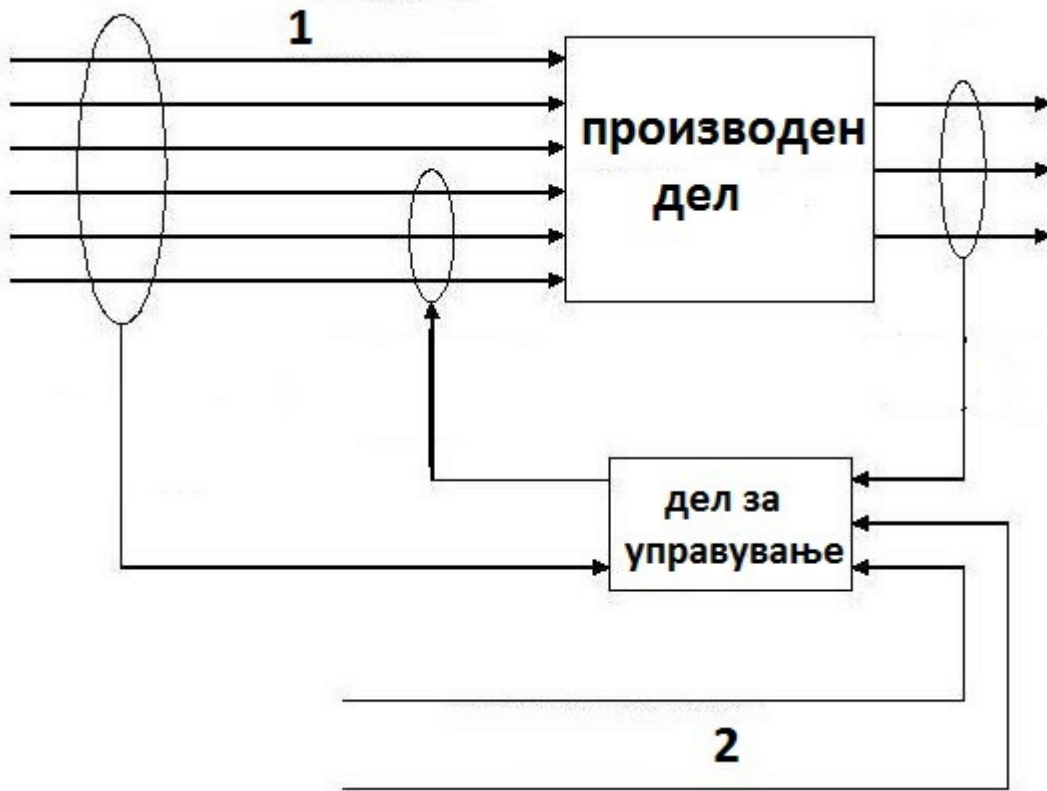 1
производен
дел
дел за
управување
2